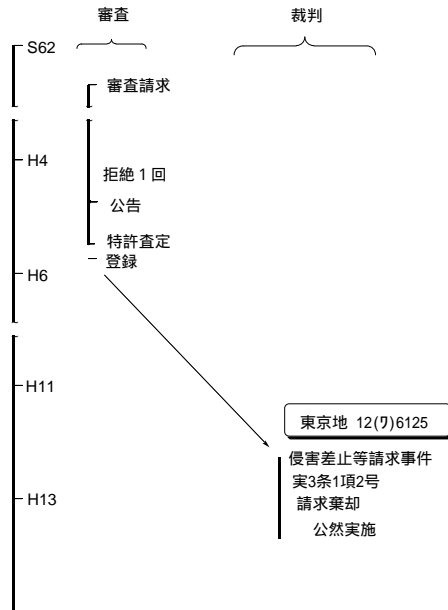 審査
裁判
S62
審査請求
H4
拒絶1回
公告
特許査定
登録
H6
H11
東京地 12(ワ)6125
侵害差止等請求事件
実3条1項2号
請求棄却
公然実施
H13